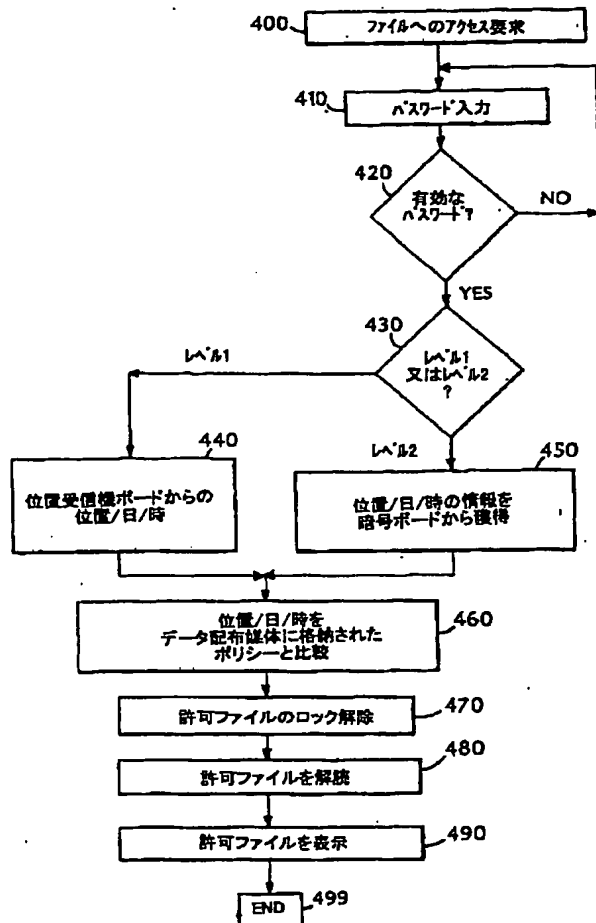 400
ファイルへのアクセス要求
410
パスワード入力
420
有効な
パスワード?
NO
YES
430
レベル1
又はレベル2
?
レベル1
レベル2
440
位置受信機ボードからの
位置/日/時
450
位置/日/時の情報を
暗号ボードから獲得
460
位置/日/時を
データ配布媒体に格納された
ポリシーと比較
470
許可ファイルのロック解除
480
許可ファイルを解読
490
許可ファイルを表示
END
499